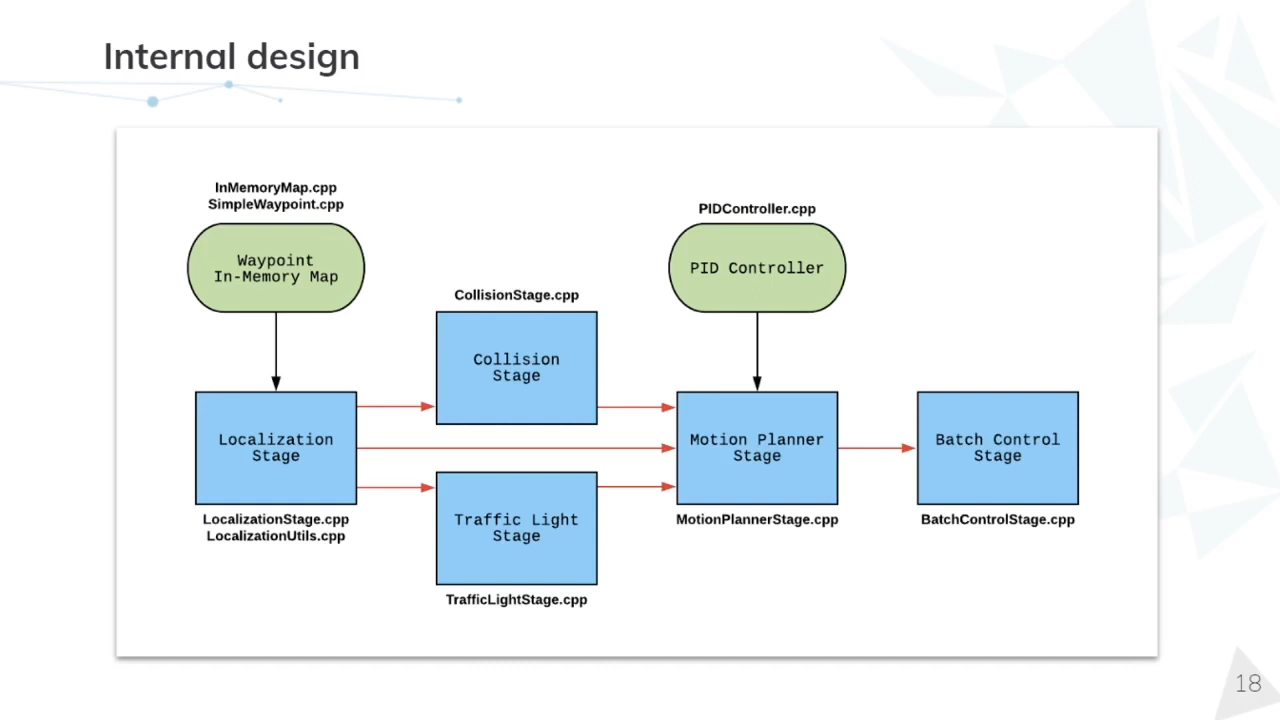 Internal design
InMemoryMap.cpp
SimpleWaypoint.cpp
Waypoint
In-Memory Map
PIDController.cpp
PID Controller
CollisionStage.cpp
Collision
Stage
Localization
Stage
LocalizationStage.cpp
LocalizationUtils.cpp
Traffic Light
Stage
TrafficLightStage.cpp
Motion Planner
Stage
MotionPlannerStage.cpp
Batch Control
Stage
BatchControlStage.cpp
18